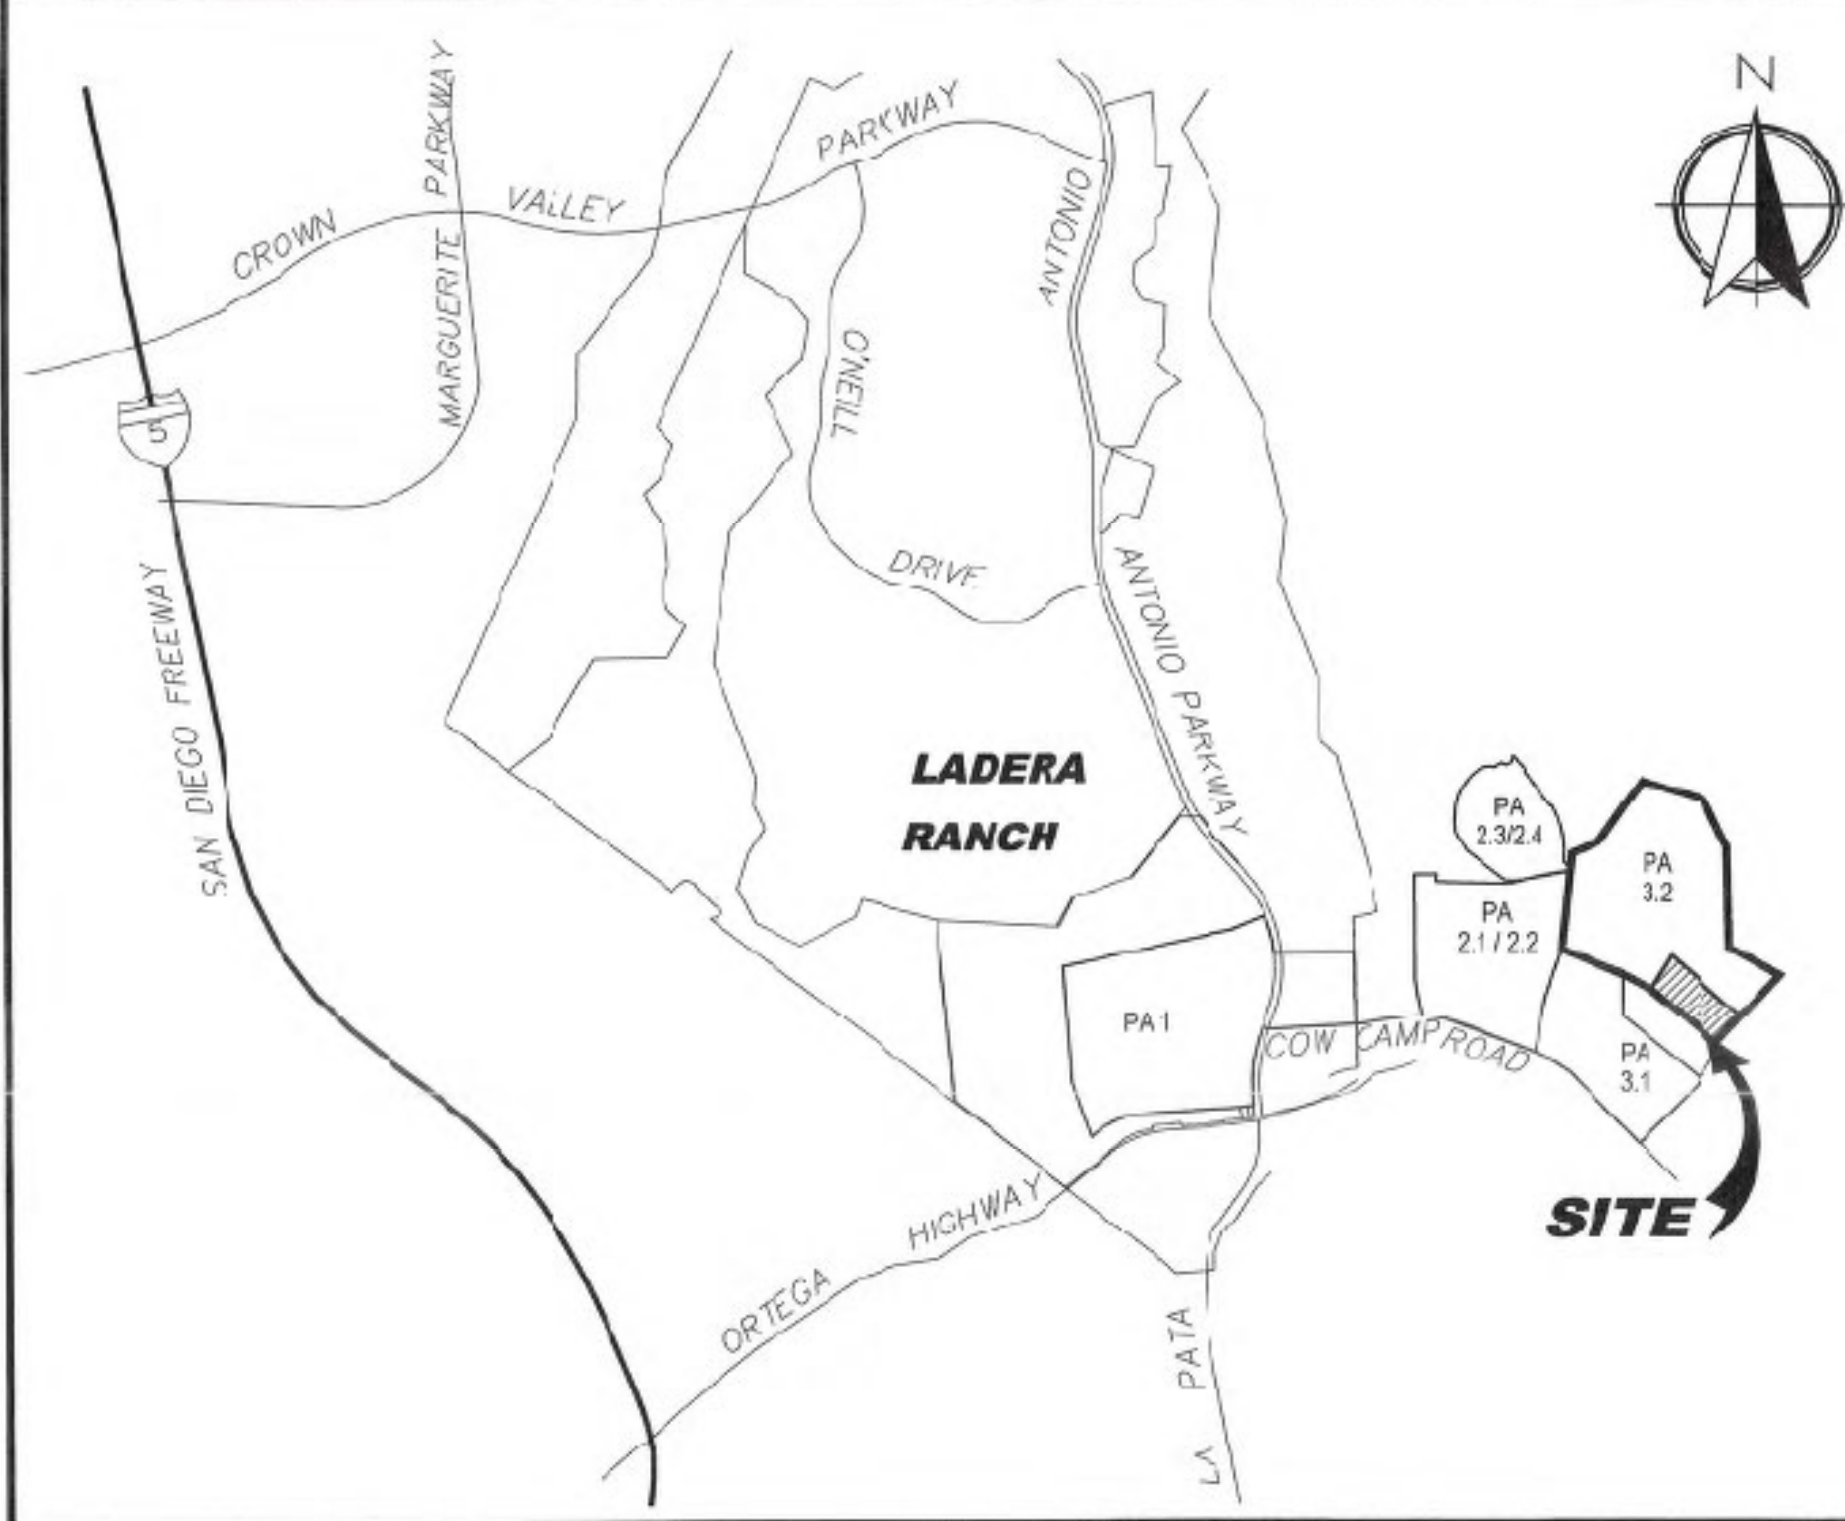 N
MARGUERITE PARKWAY
CROWN VALLEY PARKWAY
ANTONIO
O'NEILL
DRIVE
5
SAN DIEGO FREEWAY
ANTONIO PARKWAY
LADERA
RANCH
PA
2.3/2.4
PA
3.2
PA
2.1 / 2.2
PA 1
COW CAMP ROAD
PA
3.1
SITE
ORTEGA HIGHWAY
LA PATA